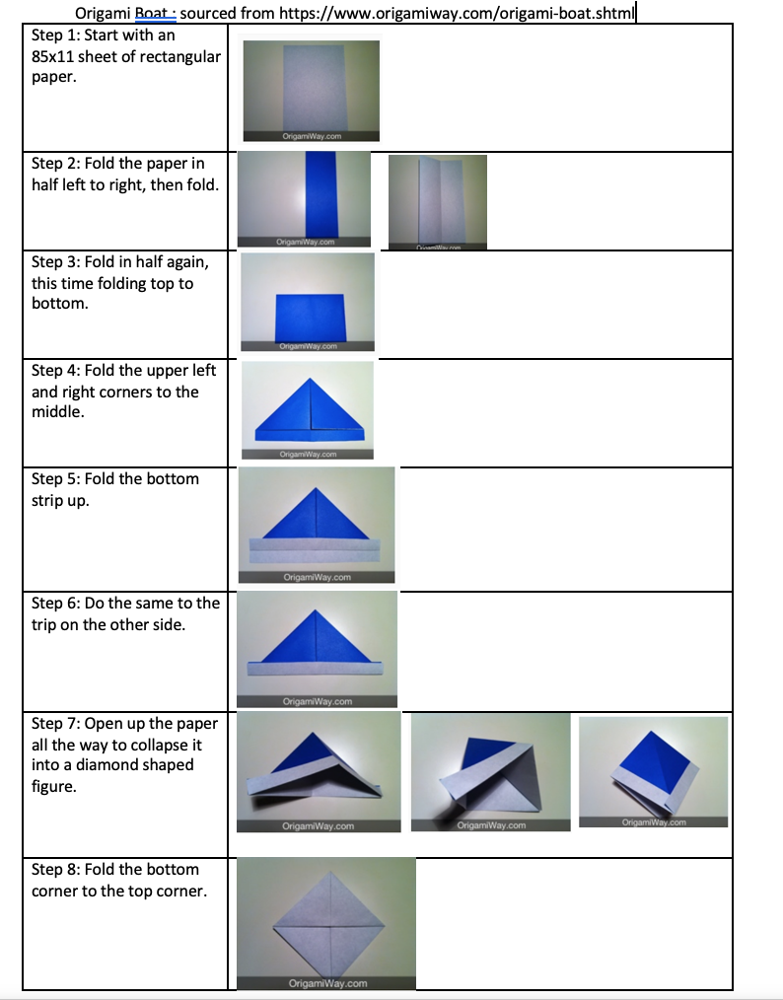 Origami Boat : sourced from https://www.origamiway.com/origami-boat.shtml
Step 1: Start with an
85x11 sheet of rectangular
paper.
OrigamiWay.com
Step 2: Fold the paper in
half left to right, then fold.
OrigamiWay.com
OrigamiWay.com
Step 3: Fold in half again,
this time folding top to
bottom.
OrigamiWay.com
Step 4: Fold the upper left
and right corners to the
middle.
OrigamiWay.com
Step 5: Fold the bottom
strip up.
OrigamiWay.com
Step 6: Do the same to the
trip on the other side.
OrigamiWay.com
Step 7: Open up the paper
all the way to collapse it
into a diamond shaped
figure.
OrigamiWay.com
OrigamiWay.com
OrigamiWay.com
Step 8: Fold the bottom
corner to the top corner.
OrigamiWay.com